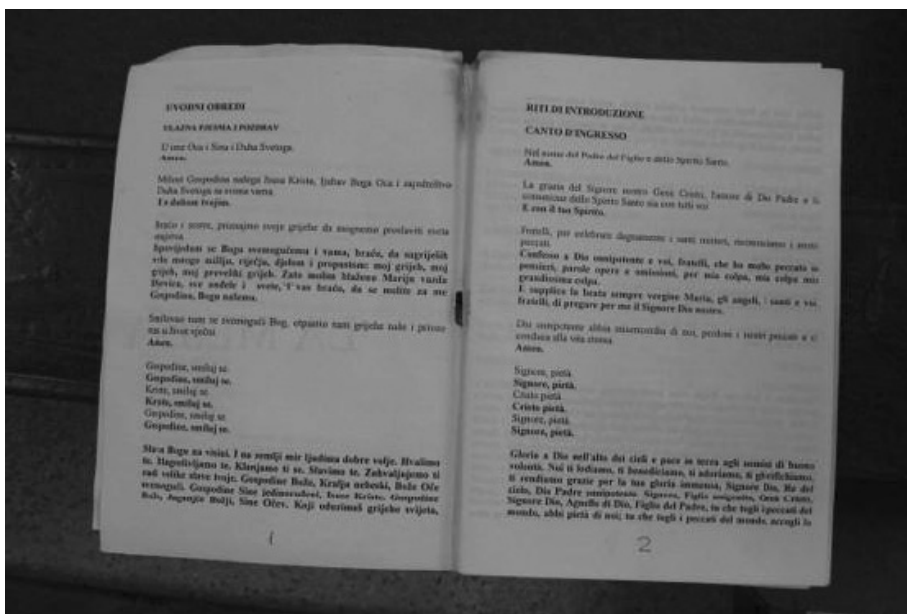 UVODNI OBREDI
ULAZNA PJESMA I POZDRAV
U ime Oca i Sina i Duha Svetoga.
Amen.
Milost Gospodina našega Isusa Krista, ljubav Boga Oca i zajedništvo
Duha Svetoga sa svima vama.
I s duhom tvojim.
Braćo i sestre, priznajmo svoje grijehe da mognemo proslaviti sveta
otajstva.
Ispovijedam se Bogu svemogućemu i vama, braćo, da sagriješih
vrlo mnogo mišlju, riječju, djelom i propustom: moj grijeh, moj
grijeh, moj preveliki grijeh. Zato molim Blaženu Mariju vazda
Djevicu, sve anđele i svete, i vas braćo, da se molite za me
Gospodinu, Bogu našemu.
Smilovao nam se svemogući Bog, otpustio nam grijehe naše i priveo
nas u život vječni.
Amen.
Gospodine, smiluj se.
Gospodine, smiluj se.
Kriste, smiluj se.
Kriste, smiluj se.
Gospodine, smiluj se.
Gospodine, smiluj se.
Slava Bogu na visini. I na zemlji mir ljudima dobre volje. Hvalimo
te. Blagoslivljamo te. Klanjamo ti se. Slavimo te. Zahvaljujemo ti
radi velike slave tvoje. Gospodine Bože, Kralju nebeski, Bože Oče
svemogući. Gospodine Sine jedinorođeni, Isuse Kriste. Gospodine
Bože, Jaganjče Božji, Sine Očev. Koji oduzimaš grijehe svijeta,
1
RITI DI INTRODUZIONE
CANTO D'INGRESSO
Nel nome del Padre del Figlio e dello Spirito Santo.
Amen.
La grazia del Signore nostro Gesù Cristo, l'amore di Dio Padre e la
comunione dello Spirito Santo sia con tutti voi.
E con il tuo Spirito.
Fratelli, per celebrare degnamente i santi misteri, riconosciamo i nostri
peccati.
Confesso a Dio onnipotente e voi, fratelli, che ho molto peccato in
pensieri, parole opere e omissioni, per mia colpa, mia colpa mia
grandissima colpa.
E supplico la beata sempre vergine Maria, gli angeli, i santi e voi
fratelli, di pregare per me il Signore Dio nostro.
Dio onnipotente abbia misericordia di noi, perdoni i nostri peccati e ci
conduca alla vita eterna.
Amen.
Signore, pietà.
Signore, pietà.
Cristo pietà.
Cristo pietà.
Signore, pietà.
Signore, pietà.
Gloria a Dio nell'alto dei cieli e pace in terra agli uomini di buona
volontà. Noi ti lodiamo, ti benediciamo, ti adoriamo, ti glorifichiamo,
ti rendiamo grazie per la tua gloria immensa, Signore Dio, Re del
cielo, Dio Padre onnipotente. Signore, Figlio unigenito, Gesù Cristo,
Signore Dio, Agnello di Dio, Figlio del Padre, tu che togli i peccati del
mondo, abbi pietà di noi; tu che togli i peccati del mondo, accogli la
2